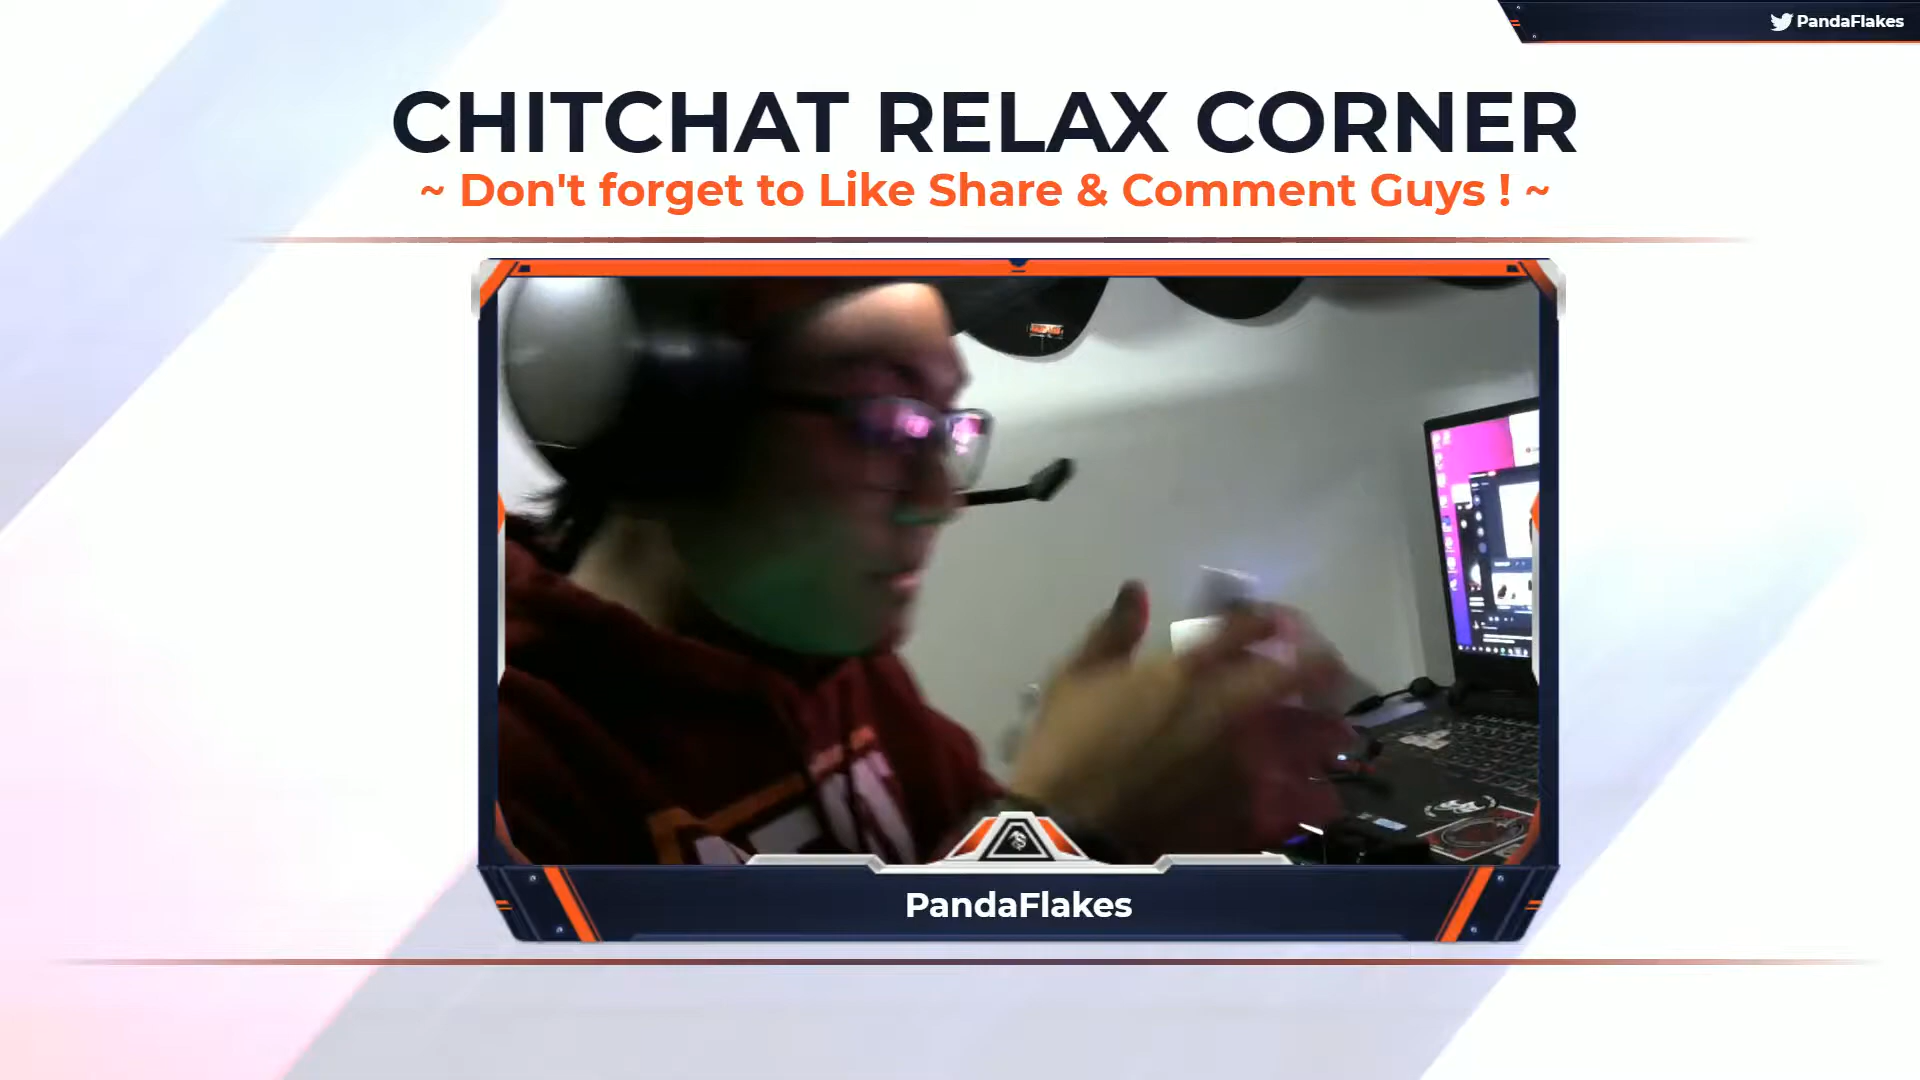 PandaFlakes
CHITCHAT RELAX CORNER
~ Don't forget to Like Share & Comment Guys ! ~
PandaFlakes